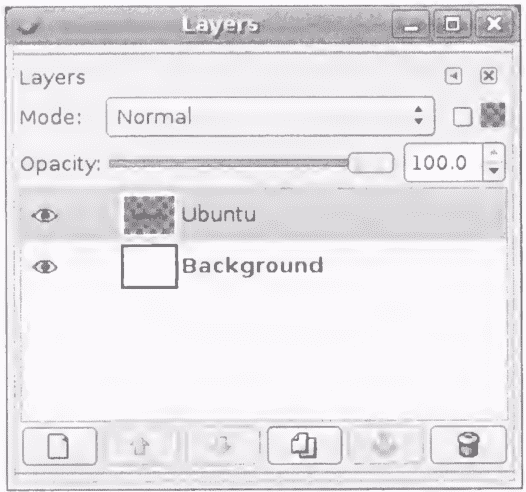 Layers
Layers
Mode: Normal
Opacity: 100.0
Ubuntu
Background